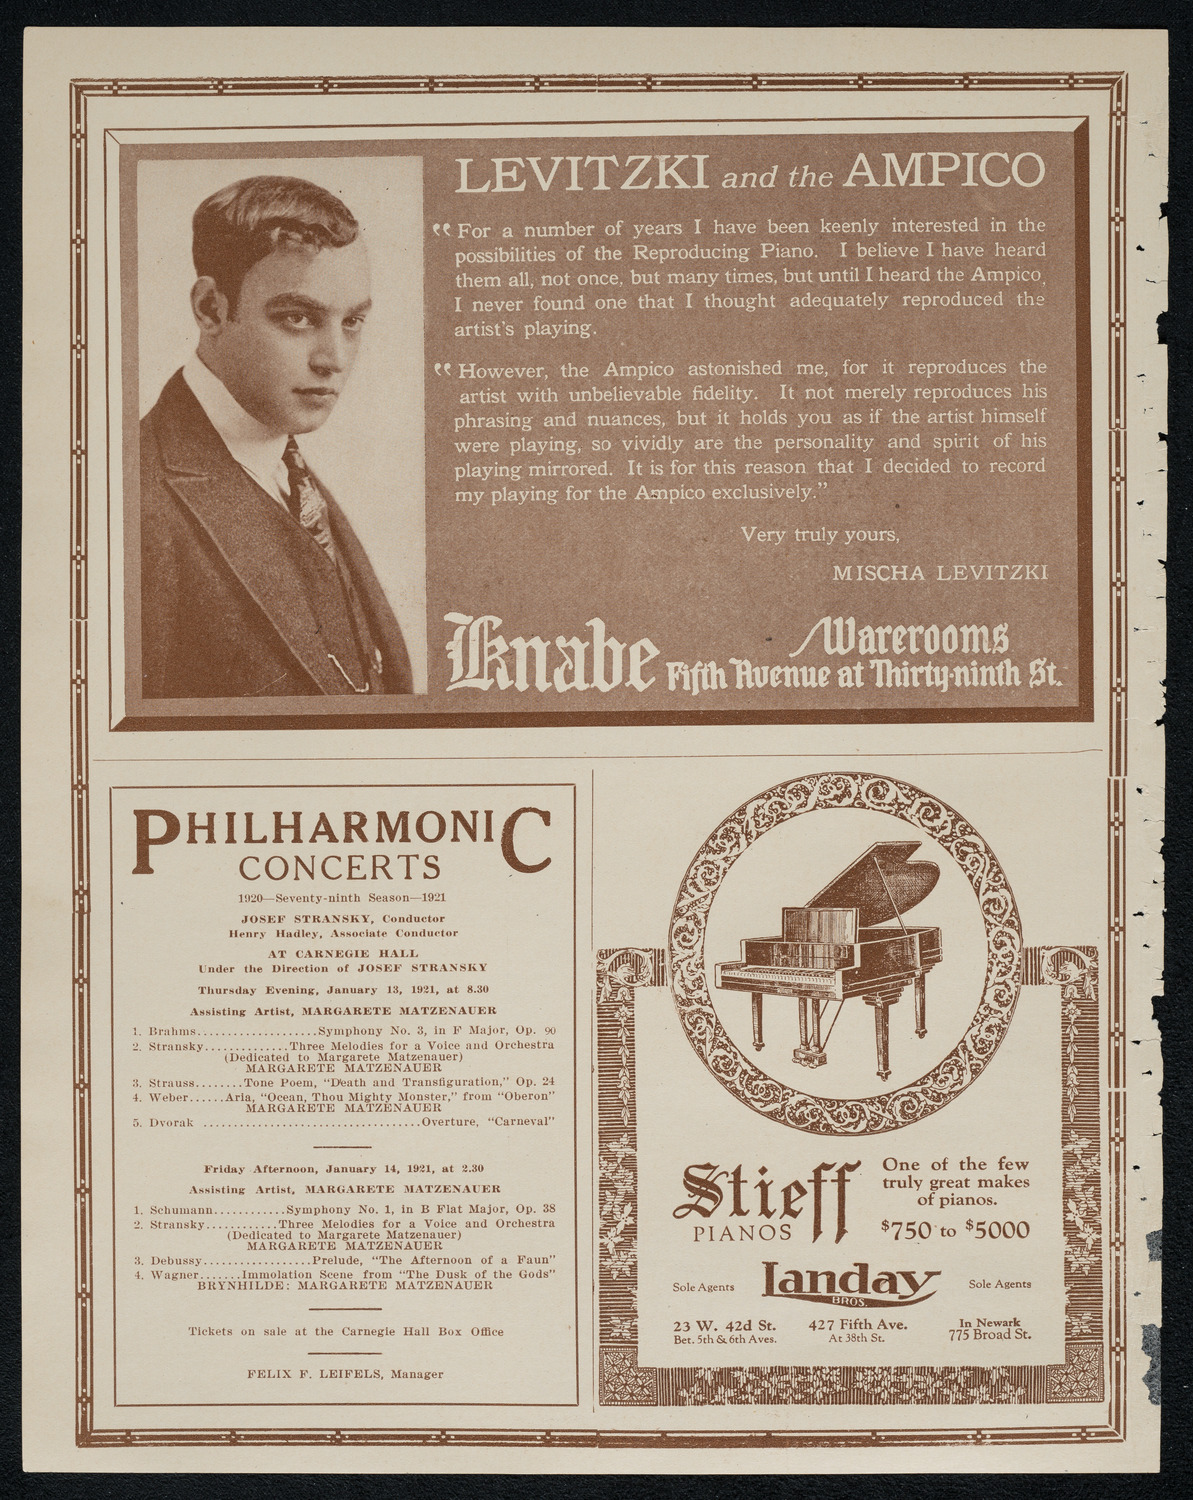 LEVITZKI and the AMPICO
“ For a number of years I have been keenly interested in the
possibilities of the Reproducing Piano. I believe I have heard
them all, not once, but many times, but until I heard the Ampico,
I never found one that I thought adequately reproduced the
artist's playing.
“ However, the Ampico astonished me, for it reproduces the
artist with unbelievable fidelity. It not merely reproduces his
phrasing and nuances, but it holds you as if the artist himself
were playing, so vividly are the personality and spirit of his
playing mirrored. It is for this reason that I decided to record
my playing for the Ampico exclusively.”
Very truly yours,
MISCHA LEVITZKI
Knabe Warerooms
Fifth Avenue at Thirty-ninth St.
PHILHARMONIC
CONCERTS
1920—Seventy-ninth Season—1921
JOSEF STRANSKY, Conductor
Henry Hadley, Associate Conductor
AT CARNEGIE HALL
Under the Direction of JOSEF STRANSKY
Thursday Evening, January 13, 1921, at 8.30
Assisting Artist, MARGARETE MATZENAUER
1. Brahms..................Symphony No. 3, in F Major, Op. 90
2. Stransky.............Three Melodies for a Voice and Orchestra
(Dedicated to Margarete Matzenauer)
MARGARETE MATZENAUER
3. Strauss........Tone Poem, “Death and Transfiguration,” Op. 24
4. Weber......Aria, “Ocean, Thou Mighty Monster,” from “Oberon”
MARGARETE MATZENAUER
5. Dvorak .................................Overture, “Carneval”
Friday Afternoon, January 14, 1921, at 2.30
Assisting Artist, MARGARETE MATZENAUER
1. Schumann...........Symphony No. 1, in B Flat Major, Op. 38
2. Stransky............Three Melodies for a Voice and Orchestra
(Dedicated to Margarete Matzenauer)
MARGARETE MATZENAUER
3. Debussy.................Prelude, “The Afternoon of a Faun”
4. Wagner.......Immolation Scene from “The Dusk of the Gods”
BRYNHILDE: MARGARETE MATZENAUER
Tickets on sale at the Carnegie Hall Box Office
FELIX F. LEIFELS, Manager
Stieff
PIANOS
One of the few
truly great makes
of pianos.
$750 to $5000
Sole Agents Landay Sole Agents
BROS.
23 W. 42d St. 427 Fifth Ave. In Newark
Bet. 5th & 6th Aves. At 38th St. 775 Broad St.